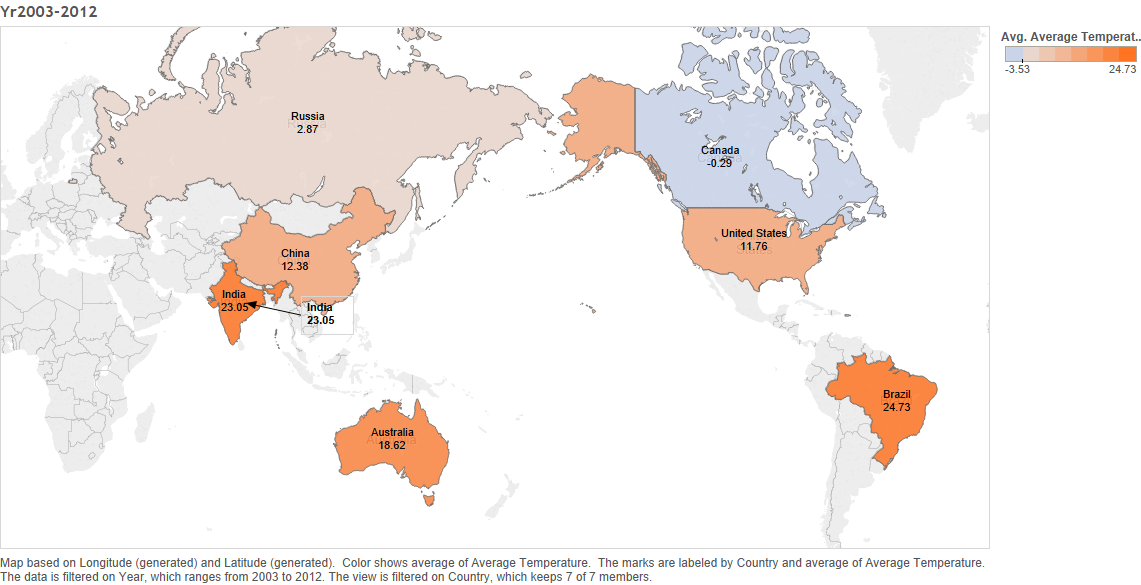 Yr2003-2012
Avg. Average Temperat..
-3.53
24.73
Russia
2.87
Canada
-0.29
United States
11.76
China
12.38
India
23.05
India
23.05
Brazil
24.73
Australia
18.62
Map based on Longitude (generated) and Latitude (generated).  Color shows average of Average Temperature.  The marks are labeled by Country and average of Average Temperature.
The data is filtered on Year, which ranges from 2003 to 2012. The view is filtered on Country, which keeps 7 of 7 members.